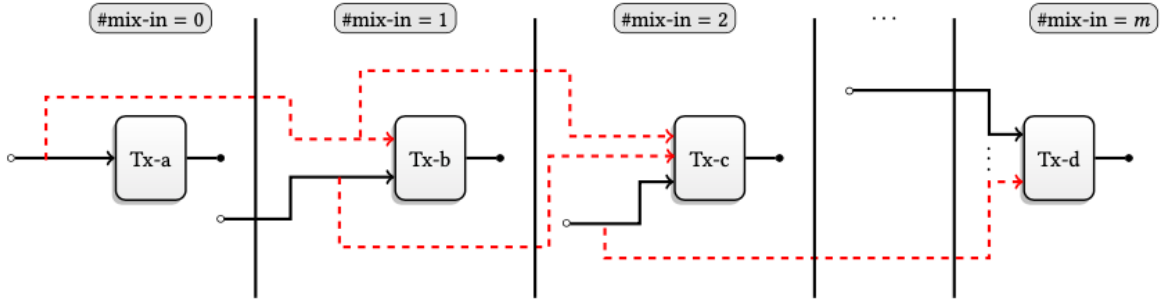 #mix-in = 0
#mix-in = 1
#mix-in = 2
...
#mix-in = m
Tx-a
Tx-b
Tx-c
Tx-d